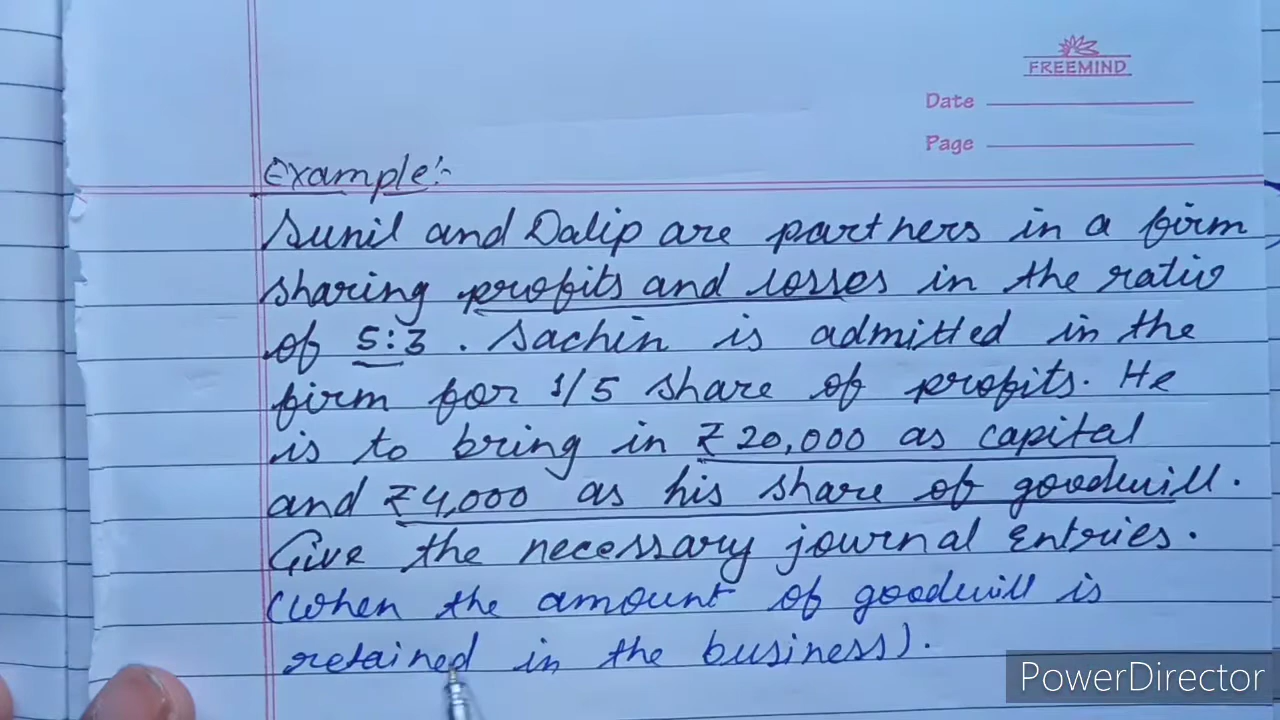 FREEMIND
Date
Page
Example:-
Sunil and Dalip are partners in a firm
sharing profits and losses in the ratio
of 5:3. Sachin is admitted in the
firm for 1/5 share of profits. He
is to bring in ₹20,000 as capital
and ₹4,000 as his share of goodwill.
Give the necessary journal Entries.
(When the amount of goodwill is
retained in the business).
PowerDirector